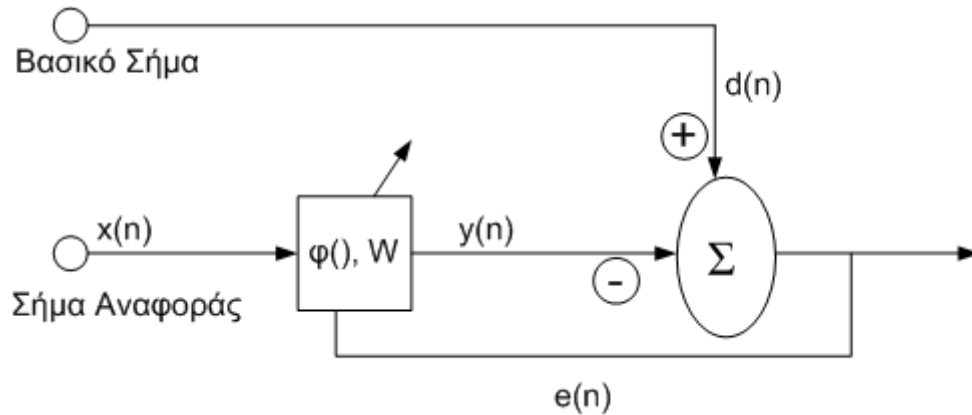 Βασικό Σήμα
d(n)
+
x(n)
φ(), W
y(n)
-
Σ
Σήμα Αναφοράς
e(n)